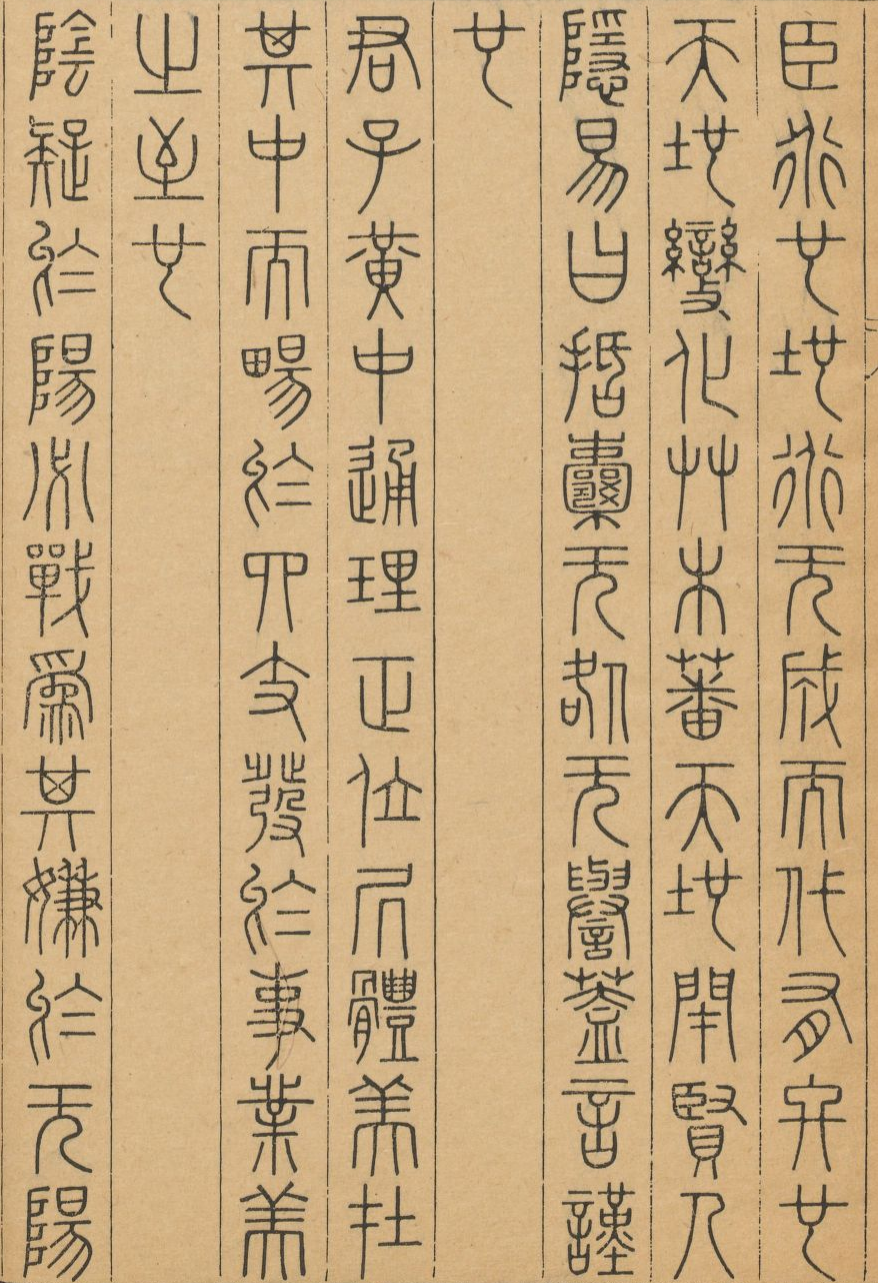 臣道也地道无成而代有終也
天地變化艸木蕃天地閉賢人
隱易曰括囊无咎无譽蓋言謹
也
君子黃中通理正位居體美在
其中而暢於四支發於事業美
之至也
陰疑於陽必戰爲其嫌於无陽